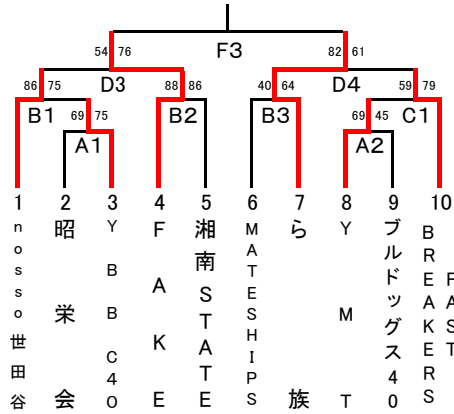 F3
54 76
82 61
D3
D4
86 75
88 86
40 64
59 79
B1
B2
B3
C1
69 75
69 45
A1
A2
1 2 3 4 5 6 7 8 9 10
nosso世田谷
昭栄会
YBBC40
FAKE
湘南STATE
MATESHIPS
ら族
YMT
ブルドッグス40
BREAKERS
FAST